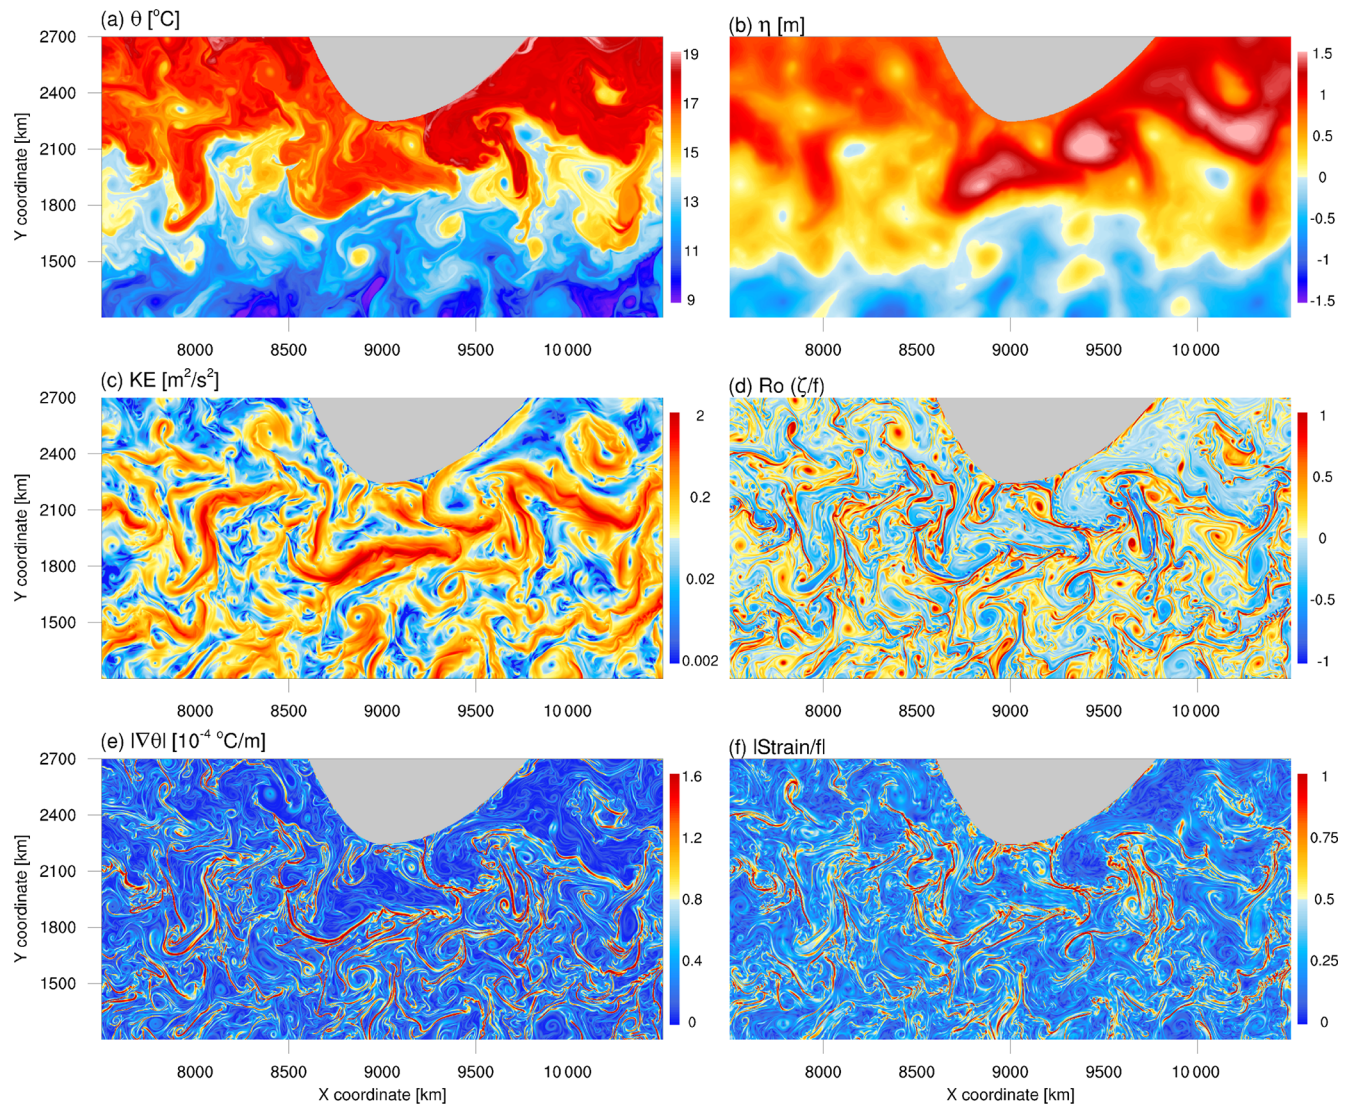 (a) θ [°C]
(b) η [m]
2700
2400
2100
1800
1500
Y coordinate [km]
19
17
15
13
11
9
1.5
1
0.5
0
-0.5
-1
-1.5
8000 8500 9000 9500 10 000
8000 8500 9000 9500 10 000
(c) KE [m²/s²]
(d) Ro (ζ/f)
2700
2400
2100
1800
1500
Y coordinate [km]
2
0.2
0.02
0.002
1
0.5
0
-0.5
-1
8000 8500 9000 9500 10 000
8000 8500 9000 9500 10 000
(e) |∇θ| [10⁻⁴ °C/m]
(f) |Strain/f|
2700
2400
2100
1800
1500
Y coordinate [km]
1.6
1.2
0.8
0.4
0
1
0.75
0.5
0.25
0
8000 8500 9000 9500 10 000
8000 8500 9000 9500 10 000
X coordinate [km]
X coordinate [km]